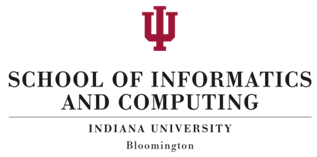 SCHOOL OF INFORMATICS
AND COMPUTING
INDIANA UNIVERSITY
Bloomington